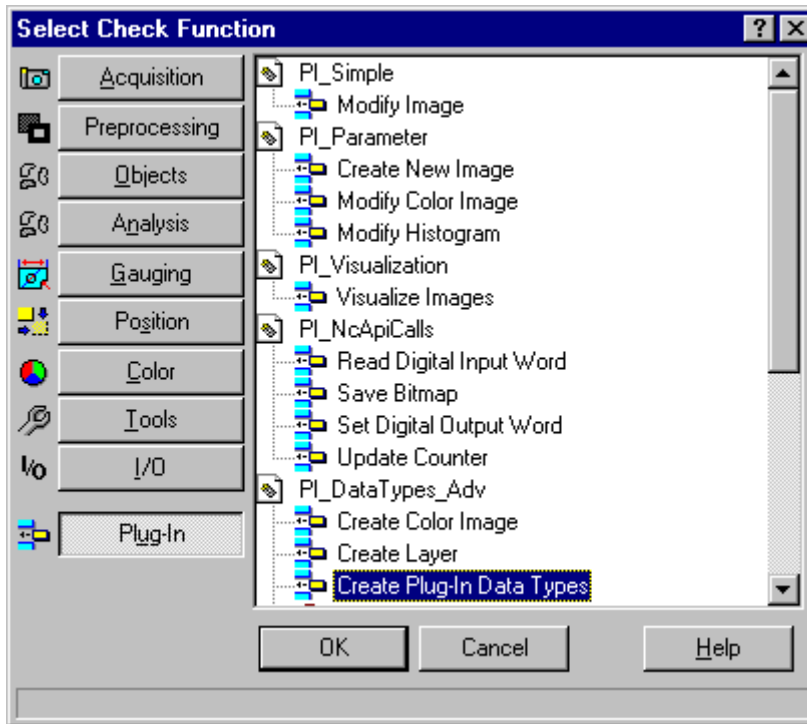 Select Check Function
Acquisition
Preprocessing
Objects
Analysis
Gauging
Position
Color
Tools
I/O
I/O
Plug-In
PI_Simple
Modify Image
PI_Parameter
Create New Image
Modify Color Image
Modify Histogram
PI_Visualization
Visualize Images
PI_NcApiCalls
Read Digital Input Word
Save Bitmap
Set Digital Output Word
Update Counter
PI_DataTypes_Adv
Create Color Image
Create Layer
Create Plug-In Data Types
OK
Cancel
Help